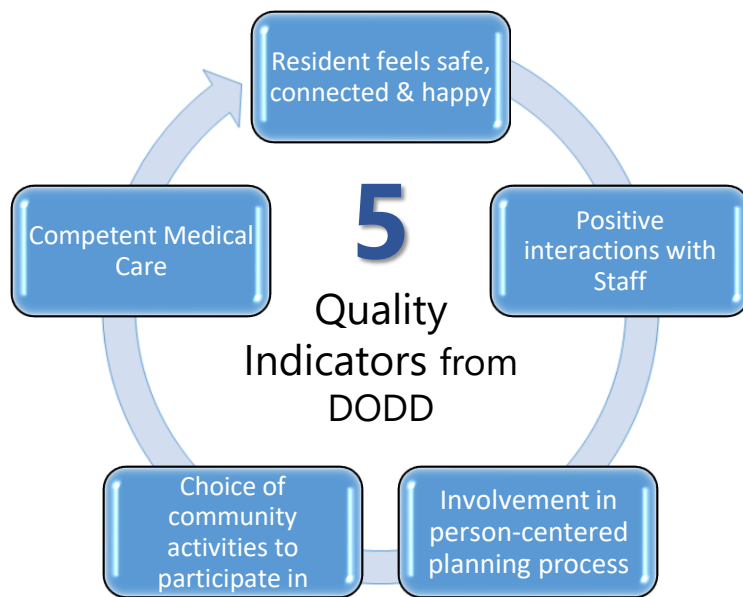 Resident feels safe,
connected & happy
Positive
interactions with
Staff
Involvement in
person-centered
planning process
Choice of
community
activities to
participate in
Competent Medical
Care
5
Quality
Indicators from
DODD